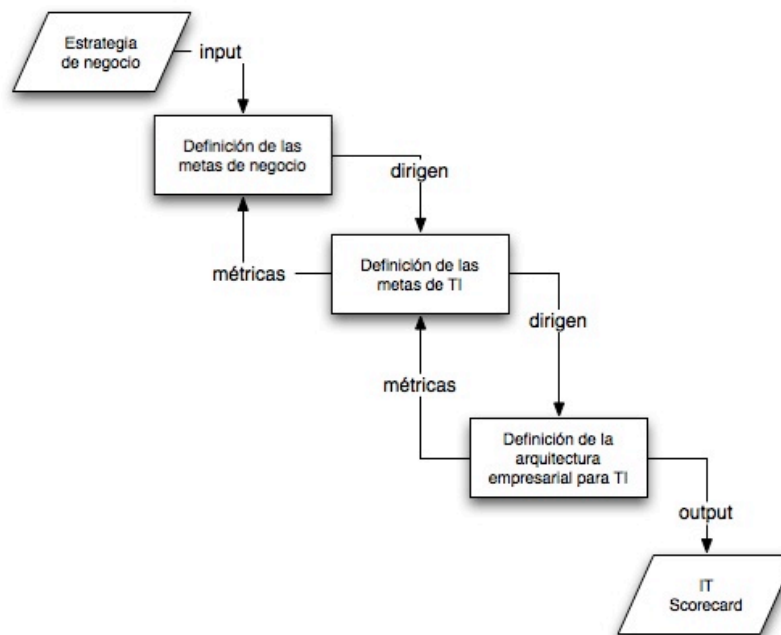 Estrategia
de negocio
input
Definición de las
metas de negocio
dirigen
métricas
Definición de las
metas de TI
dirigen
métricas
Definición de la
arquitectura
empresarial para TI
output
IT
Scorecard